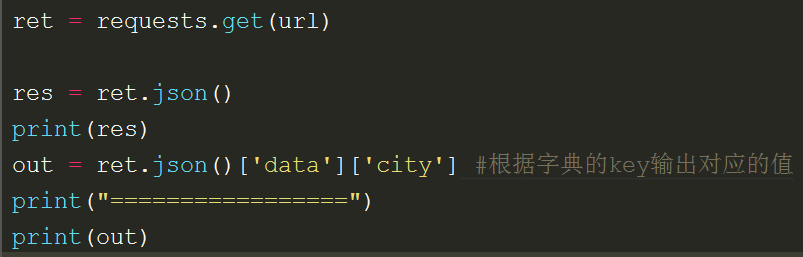 ret = requests.get(url)
res = ret.json()
print(res)
out = ret.json()['data']['city'] #根据字典的key输出对应的值
print("=================")
print(out)